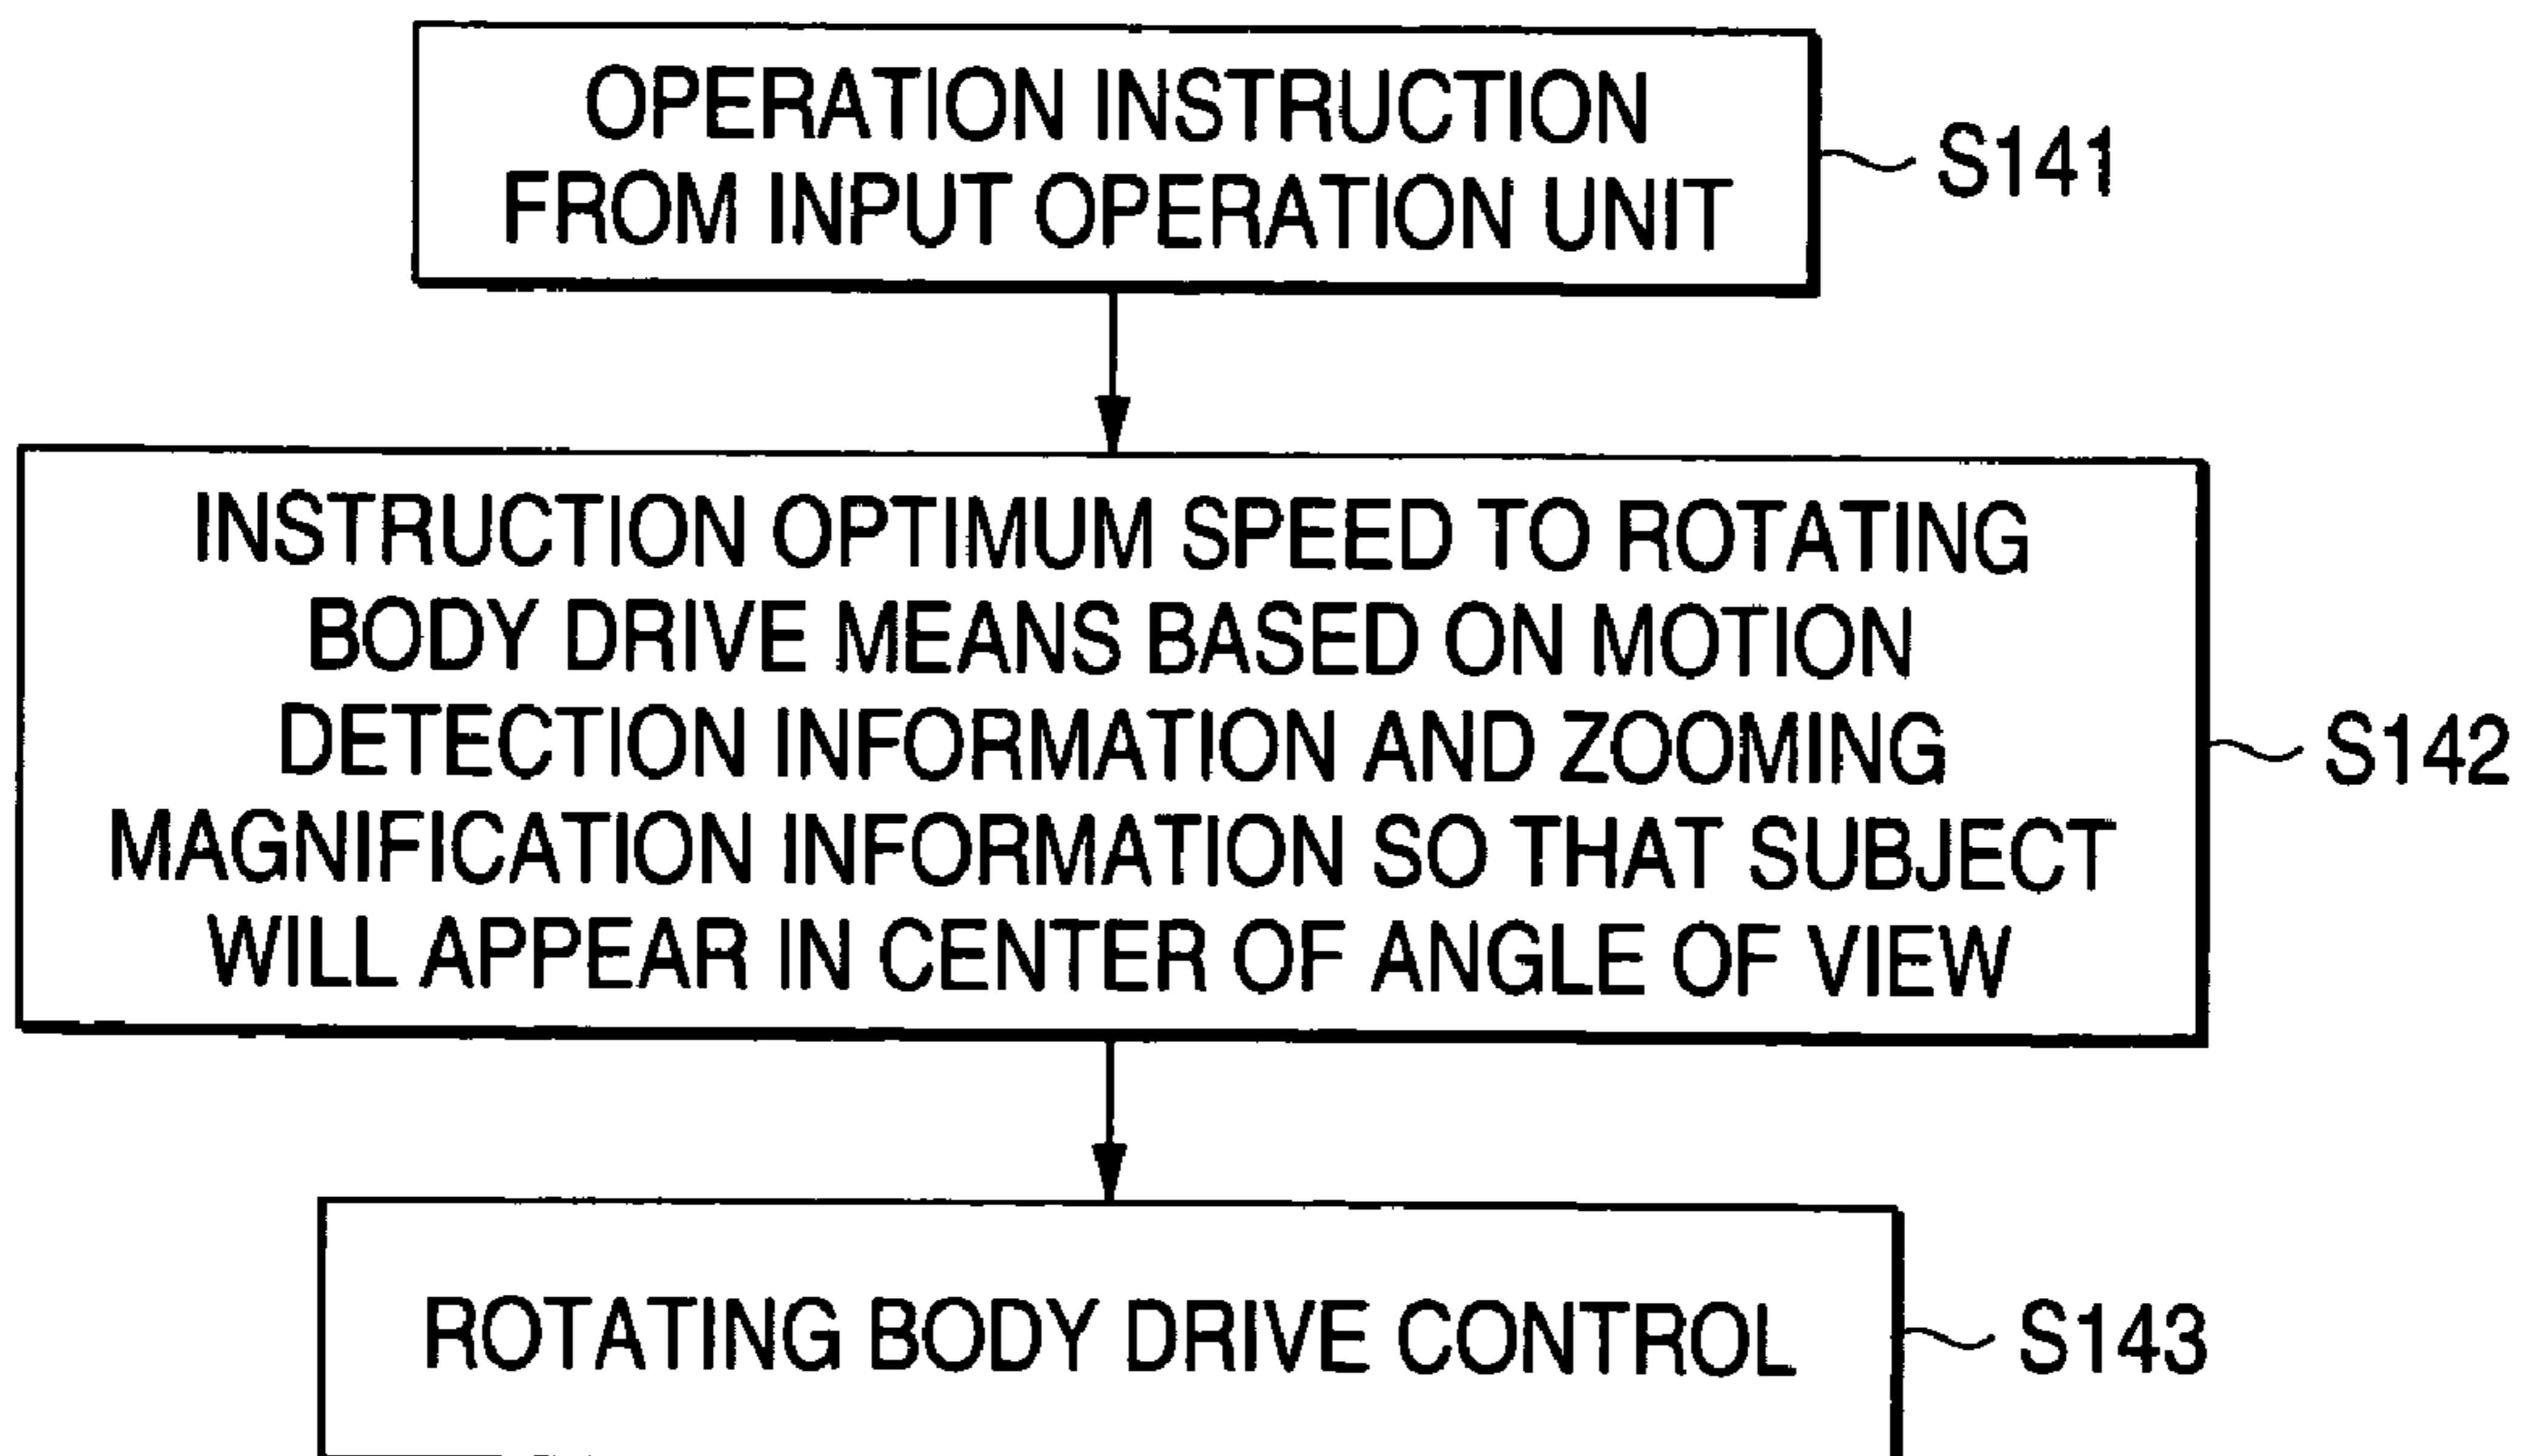 OPERATION INSTRUCTION
FROM INPUT OPERATION UNIT
S141
INSTRUCTION OPTIMUM SPEED TO ROTATING
BODY DRIVE MEANS BASED ON MOTION
DETECTION INFORMATION AND ZOOMING
MAGNIFICATION INFORMATION SO THAT SUBJECT
WILL APPEAR IN CENTER OF ANGLE OF VIEW
S142
ROTATING BODY DRIVE CONTROL
S143